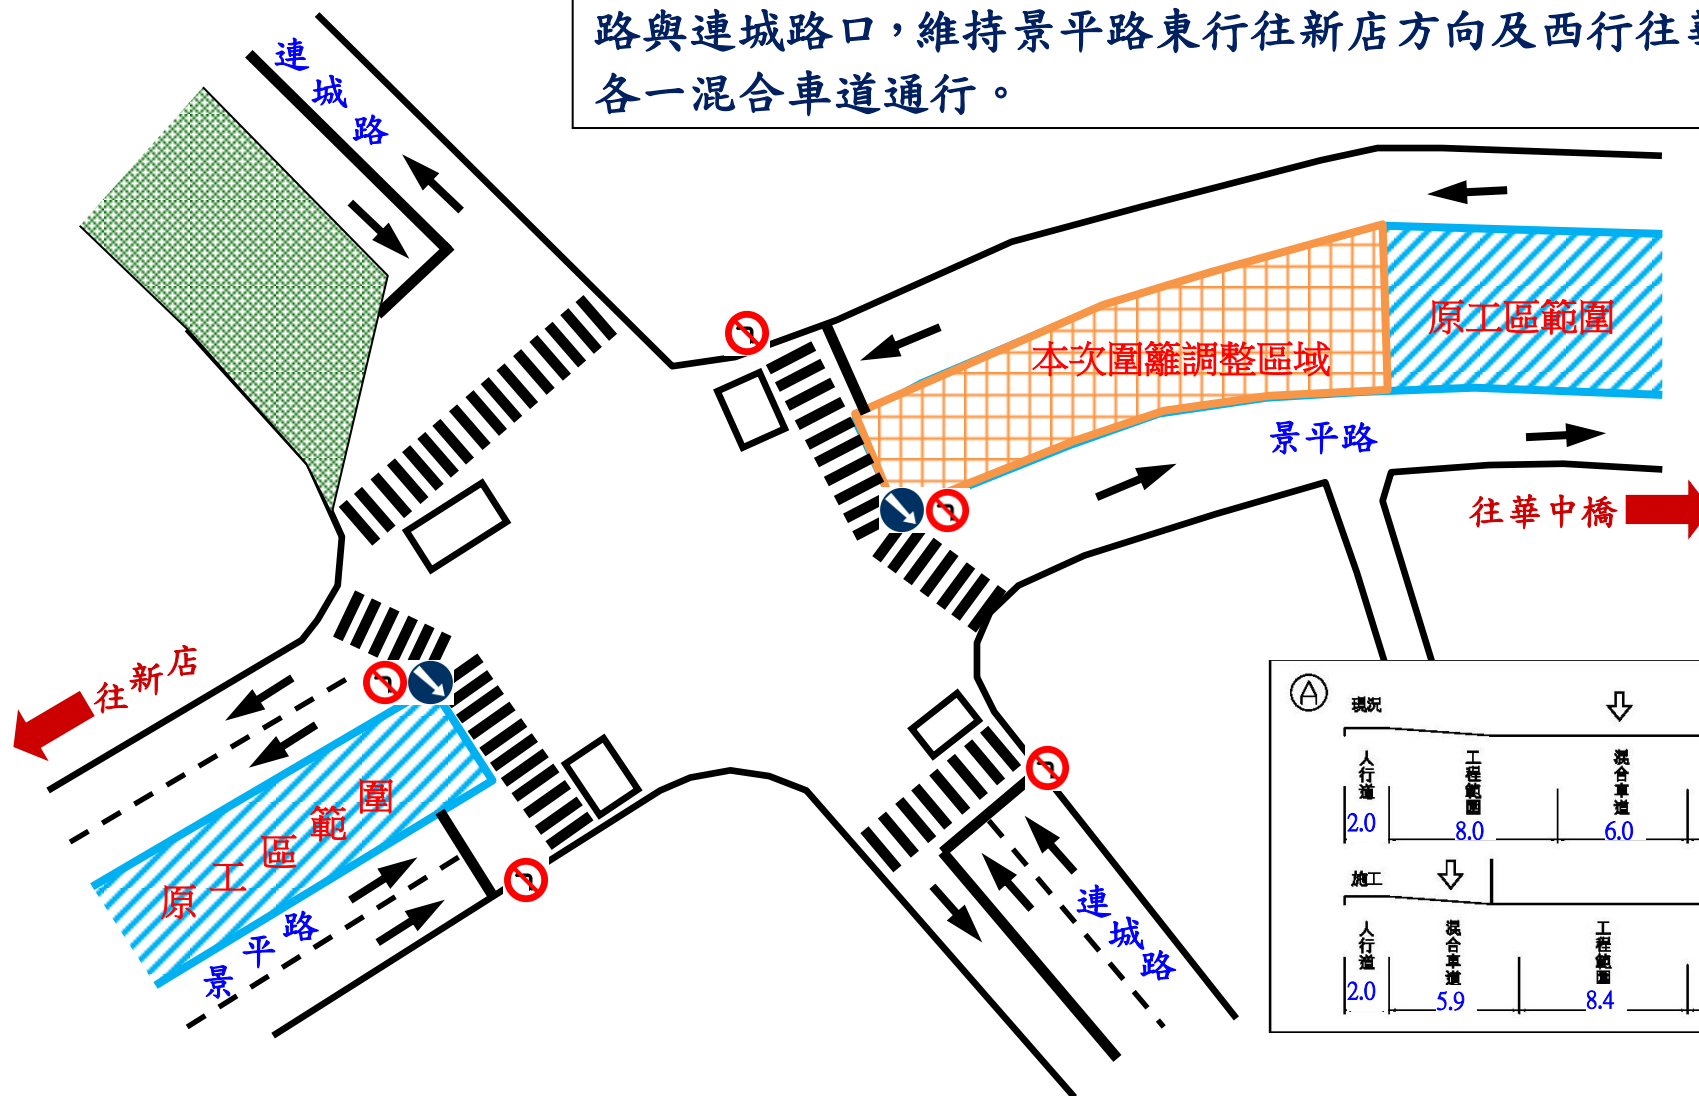 路與連城路口，維持景平路東行往新店方向及西行往
各一混合車道通行。
連城路
原工區範圍
本次圍籬調整區域
景平路
往華中橋
往新店
原工區範圍
景平路
連城路
A
現況
人行道
工程範圍
混合車道
2.0
8.0
6.0
施工
人行道
混合車道
工程範圍
2.0
5.9
8.4